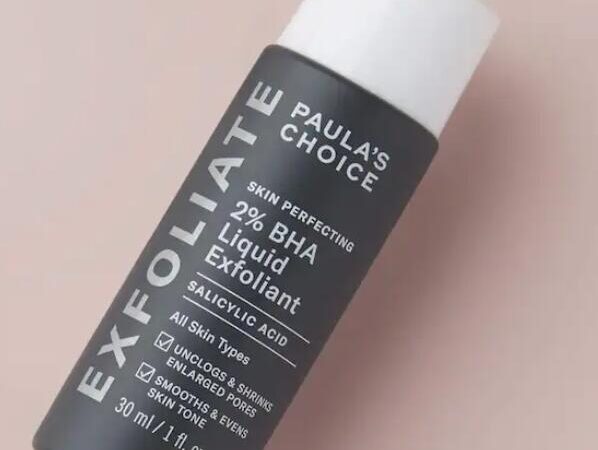 EXFOLIATE
PAULA'S
CHOICE
SKIN PERFECTING
2% BHA
Liquid
Exfoliant
SALICYLIC ACID
All Skin Types
UNCLOGS & SHRINKS
ENLARGED PORES
SMOOTHS & EVENS
SKIN TONE
30 ml / 1 fl.